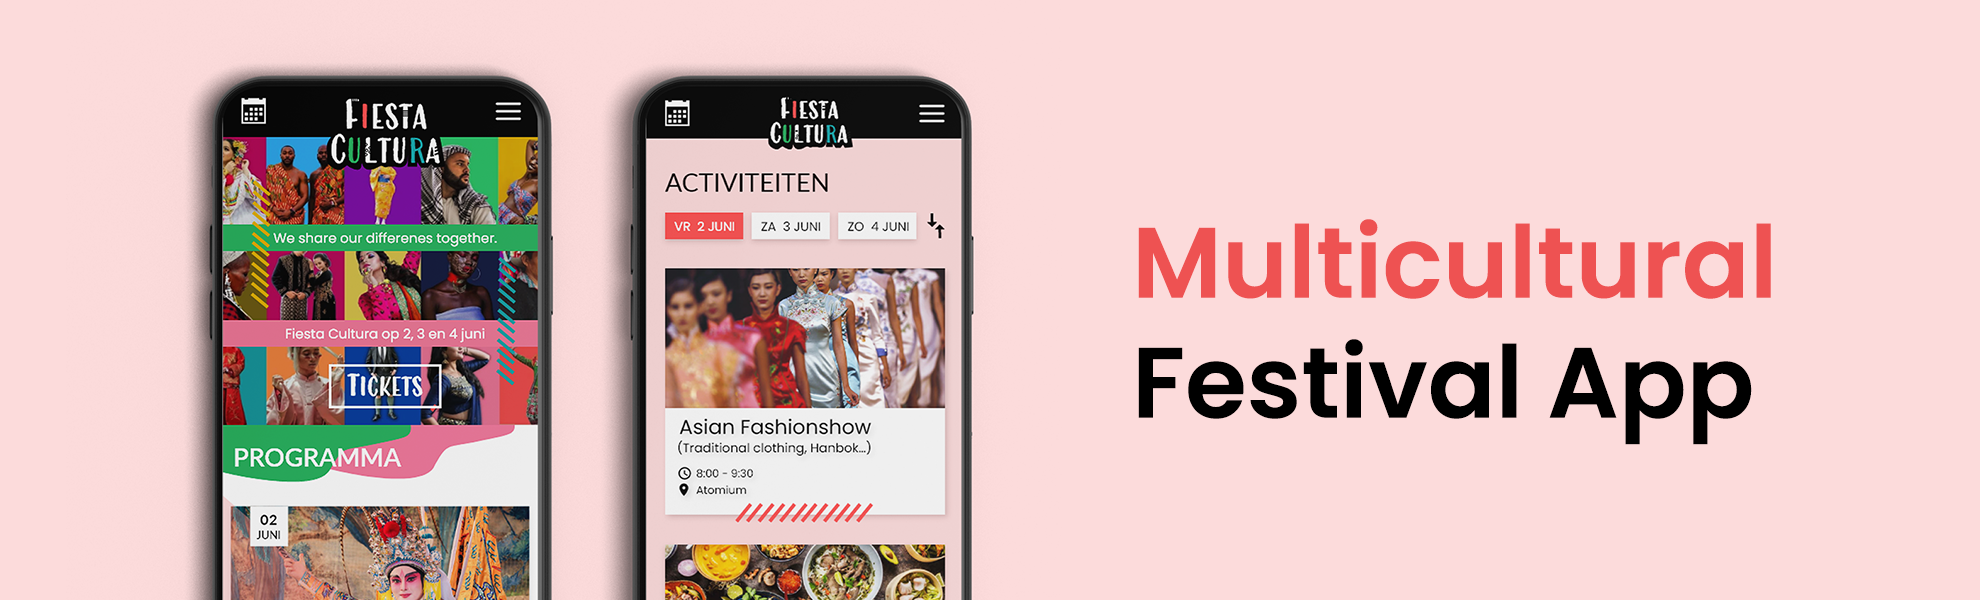 FIESTA
CULTURA
We share our differenes together.
Fiesta Cultura op 2, 3 en 4 juni
TICKETS
PROGRAMMA
02
JUNI
FIESTA
CULTURA
ACTIVITEITEN
VR 2 JUNI
ZA 3 JUNI
ZO 4 JUNI
Asian Fashionshow
(Traditional clothing, Hanbok...)
8:00 - 9:30
Atomium
Multicultural
Festival App